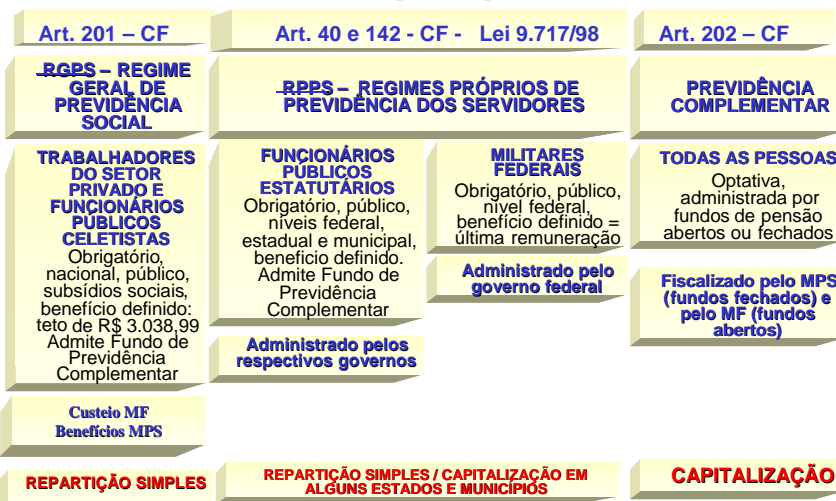 Art. 201 – CF
Art. 40 e 142 - CF - Lei 9.717/98
Art. 202 – CF
RGPS – REGIME
GERAL DE
PREVIDÊNCIA
SOCIAL
RPPS – REGIMES PRÓPRIOS DE
PREVIDÊNCIA DOS SERVIDORES
PREVIDÊNCIA
COMPLEMENTAR
TRABALHADORES
DO SETOR
PRIVADO E
FUNCIONÁRIOS
PÚBLICOS
CELETISTAS
Obrigatório,
nacional, público,
subsídios sociais,
benefício definido:
teto de R$ 3.038,99
Admite Fundo de
Previdência
Complementar
FUNCIONÁRIOS
PÚBLICOS
ESTATUTÁRIOS
Obrigatório, público,
níveis federal,
estadual e municipal,
beneficio definido.
Admite Fundo de
Previdência
Complementar
MILITARES
FEDERAIS
Obrigatório, público,
nível federal,
benefício definido =
última remuneração
TODAS AS PESSOAS
Optativa,
administrada por
fundos de pensão
abertos ou fechados
Administrado pelo
governo federal
Fiscalizado pelo MPS
(fundos fechados) e
pelo MF (fundos
abertos)
Administrado pelos
respectivos governos
Custeio MF
Benefícios MPS
REPARTIÇÃO SIMPLES
REPARTIÇÃO SIMPLES / CAPITALIZAÇÃO EM
ALGUNS ESTADOS E MUNICÍPIOS
CAPITALIZAÇÃO